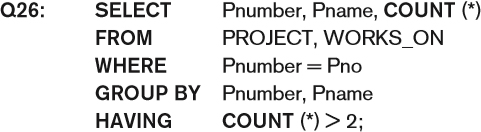 Q26: SELECT Pnumber, Pname, COUNT (*)
FROM PROJECT, WORKS_ON
WHERE Pnumber = Pno
GROUP BY Pnumber, Pname
HAVING COUNT (*) > 2;